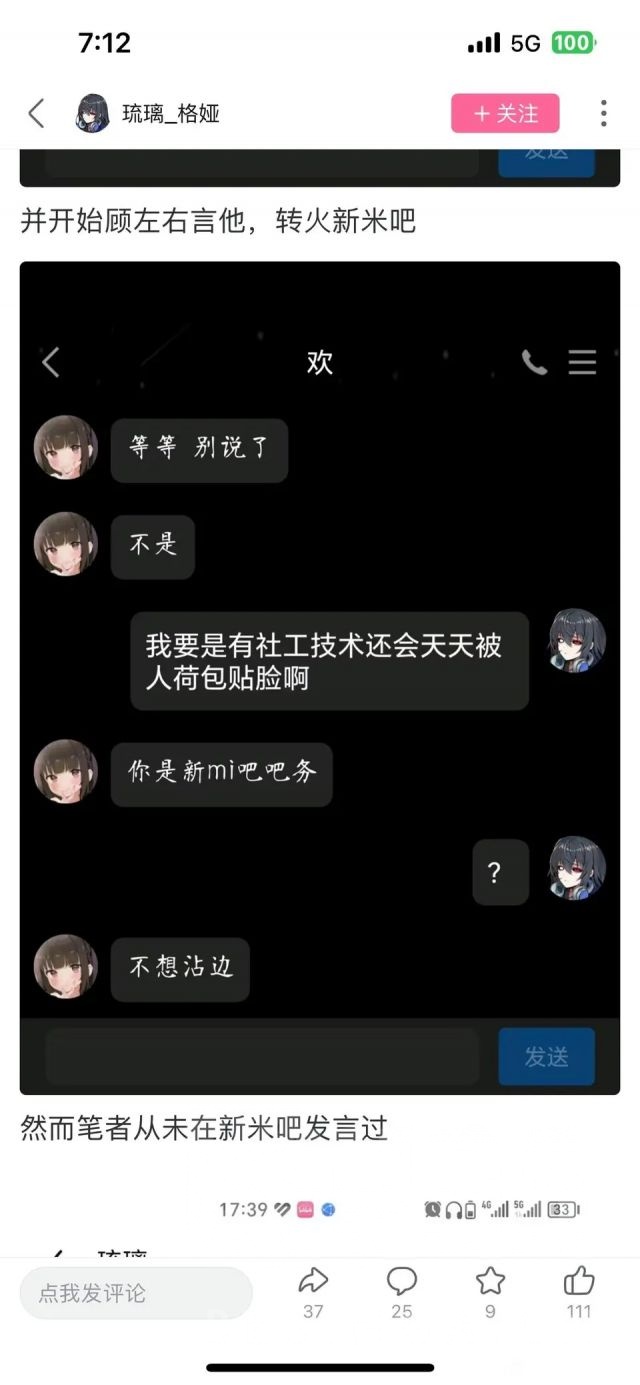 7:12
5G
100
琉璃_格娅
+ 关注
发送
并开始顾左右言他，转火新米吧
欢
等等 别说了
不是
我要是有社工技术还会天天被
人荷包贴脸啊
你是新mi吧吧务
?
不想沾边
发送
然而笔者从未在新米吧发言过
17:39
4G
5G
33
琉璃
点我发评论
37
25
9
111